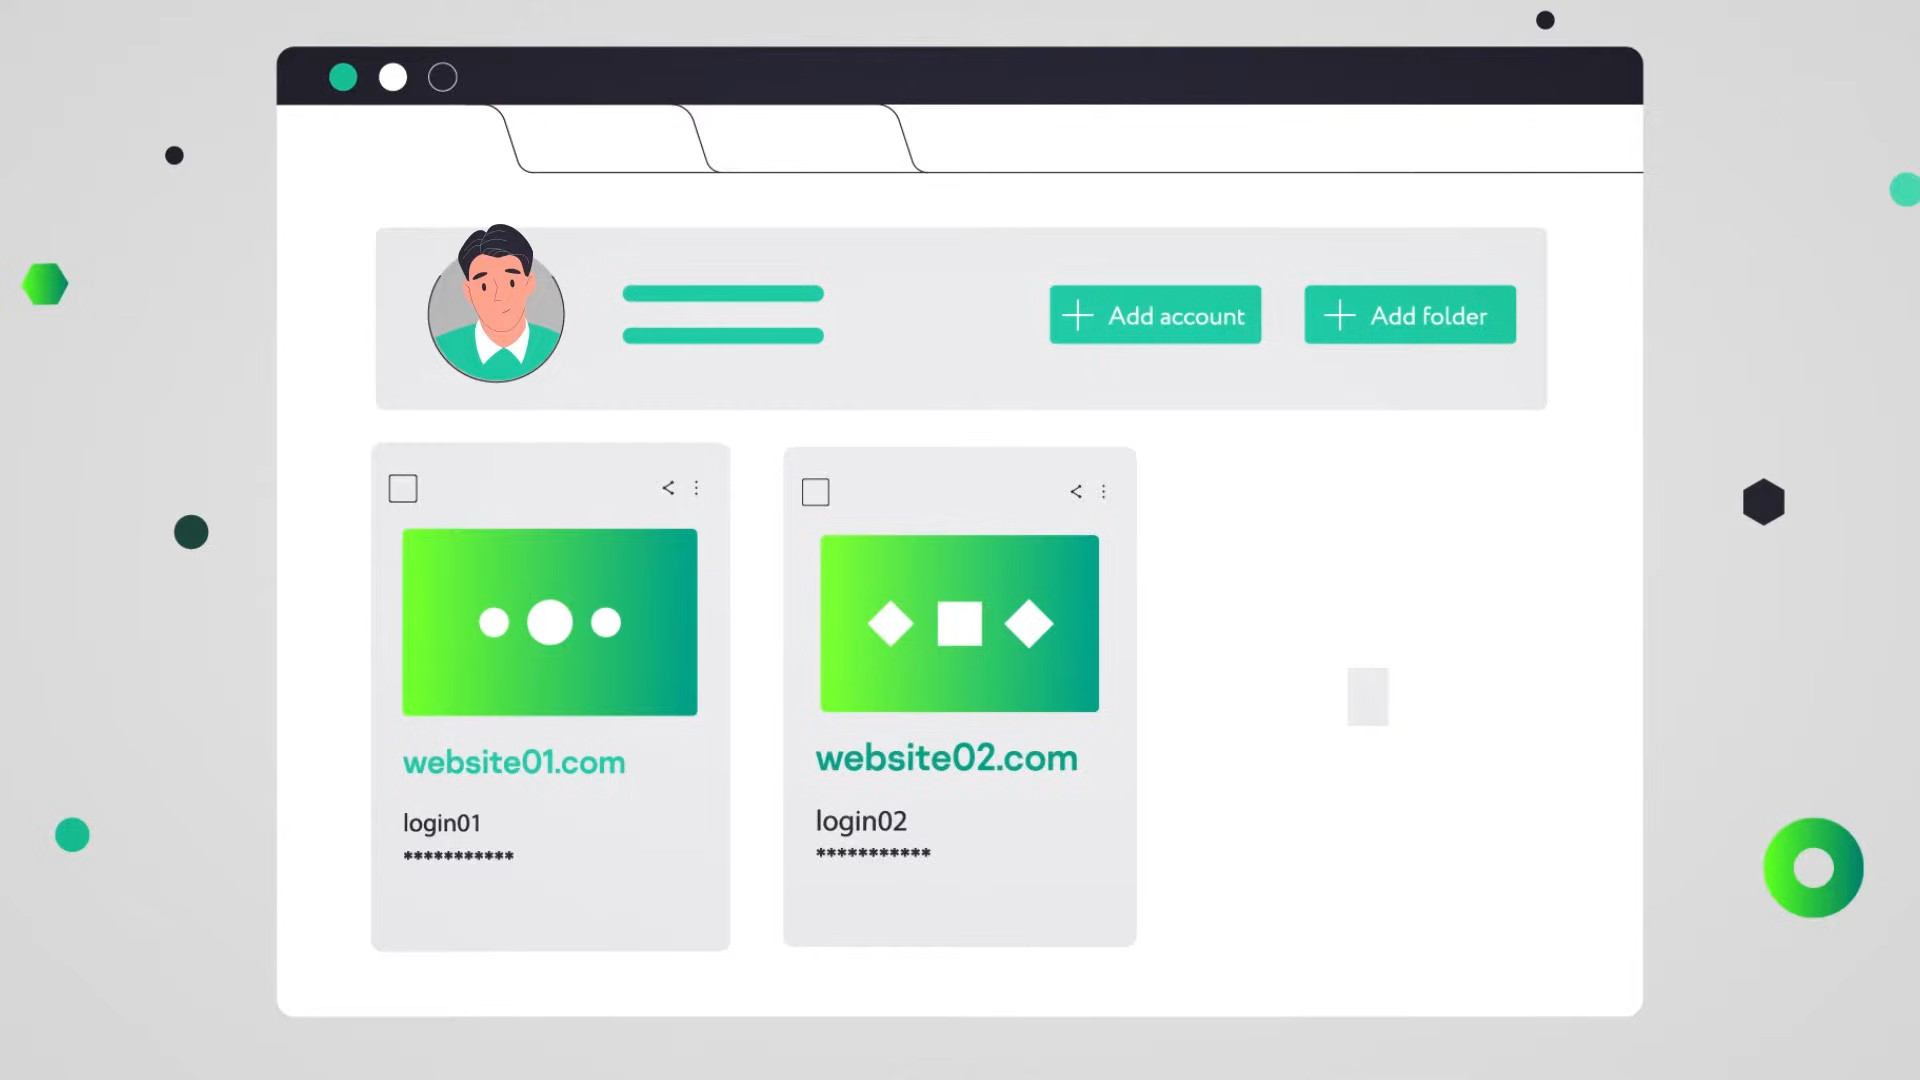 Add account
Add folder
website01.com
login01
***********
website02.com
login02
***********